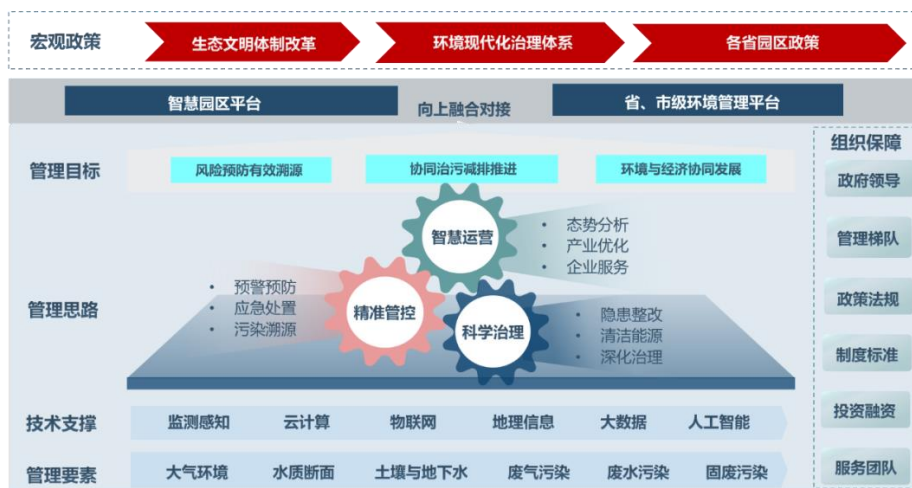 宏观政策
生态文明体制改革
环境现代化治理体系
各省园区政策
智慧园区平台
向上融合对接
省、市级环境管理平台
管理目标
风险预防有效溯源
协同治污减排推进
环境与经济协同发展
管理思路
智慧运营
• 态势分析
• 产业优化
• 企业服务
• 预警预防
• 应急处置
• 污染溯源
精准管控
科学治理
• 隐患整改
• 清洁能源
• 深化治理
技术支撑
监测感知
云计算
物联网
地理信息
大数据
人工智能
管理要素
大气环境
水质断面
土壤与地下水
废气污染
废水污染
固废污染
组织保障
政府领导
管理梯队
政策法规
制度标准
投资融资
服务团队